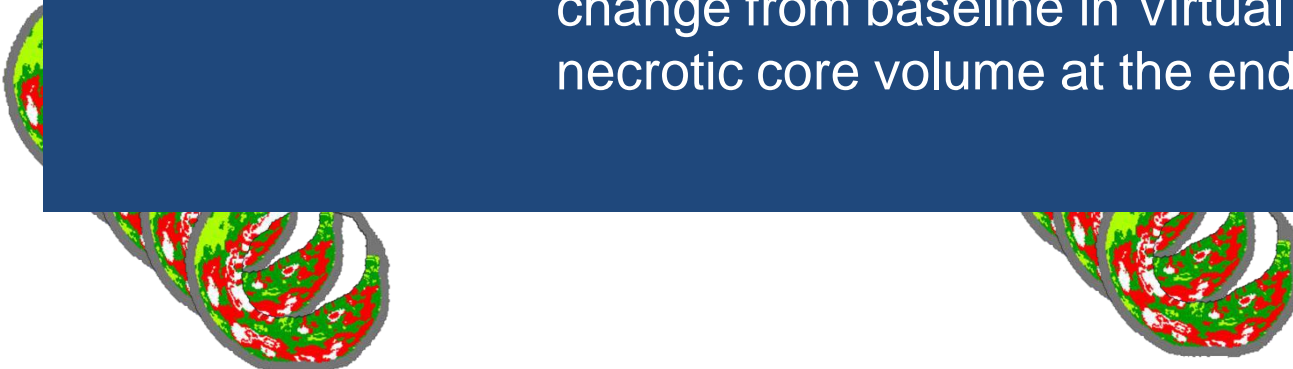 change from baseline in Virtual
necrotic core volume at the end